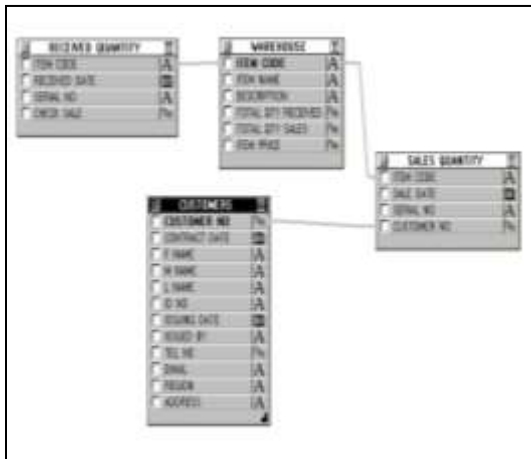 RECEIVED QUANTITY
ITEM CODE
RECEIVED DATE
SERIAL NO
CHECK SALE
WAREHOUSE
ITEM CODE
ITEM NAME
DESCRIPTION
TOTAL QTY RECEIVED
TOTAL QTY SALES
ITEM PRICE
SALES QUANTITY
ITEM CODE
SALE DATE
SERIAL NO
CUSTOMER NO
CUSTOMERS
CUSTOMER NO
CONTRACT DATE
F NAME
M NAME
L NAME
ID NO
ISSUING DATE
ISSUED BY
TEL NO
EMAIL
REGION
ADDRESS